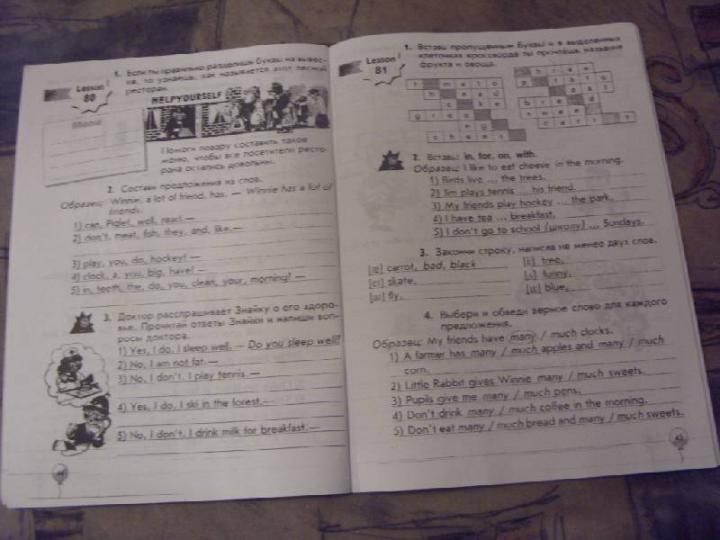 Lesson
80
1. Если ты правильно разделишь буквы на вывес-
ке, то узнаешь, как называется этот лесной
ресторан.
HELPYOURSELF
Menu
Помоги повару составить такое
меню, чтобы все посетители ресто-
рана остались довольны.
2. Составь предложения из слов.
Образец: Winnie, a lot of friend, has. — Winnie has a lot of
friends.
1) can, Piglet, well, read. —
2) don't, meat, fish, they, and, like. —
3) play, you, do, hockey? —
4) clock, a, you, big, have? —
5) in, teeth, the, do, you, clean, your, morning? —
3. Доктор расспрашивает Знайку о его здоро-
вье. Прочитай ответы Знайки и напиши воп-
росы доктора.
1) Yes, I do. I sleep well. — Do you sleep well?
2) No, I am not fat. —
3) No, I don't. I play tennis. —
4) Yes, I do. I ski in the forest. —
5) No, I don't. I drink milk for breakfast. —
Lesson
81
1. Вставь пропущенные буквы и в выделенных
клеточках кроссворда ты прочтёшь названия
фрукта и овоща.
2. Вставь: in, for, on, with.
Образец: I like to eat cheese in the morning.
1) Birds live ... the trees.
2) Jim plays tennis ... his friend.
3) My friends play hockey ... the park.
4) I have tea ... breakfast.
5) I don't go to school (школу) ... Sundays.
3. Закончи строку, написав не менее двух слов.
[æ] carrot, bad, black
[eɪ] skate,
[aɪ] fly,
tree,
funny,
blue,
4. Выбери и обведи верное слово для каждого
предложения.
Образец: My friends have many / much clocks.
1) A farmer has many / much apples and many / much
corn.
2) Little Rabbit gives Winnie many / much sweets.
3) Pupils give me many / much pens.
4) Don't drink many / much coffee in the morning.
5) Don't eat many / much bread and many / much sweets.